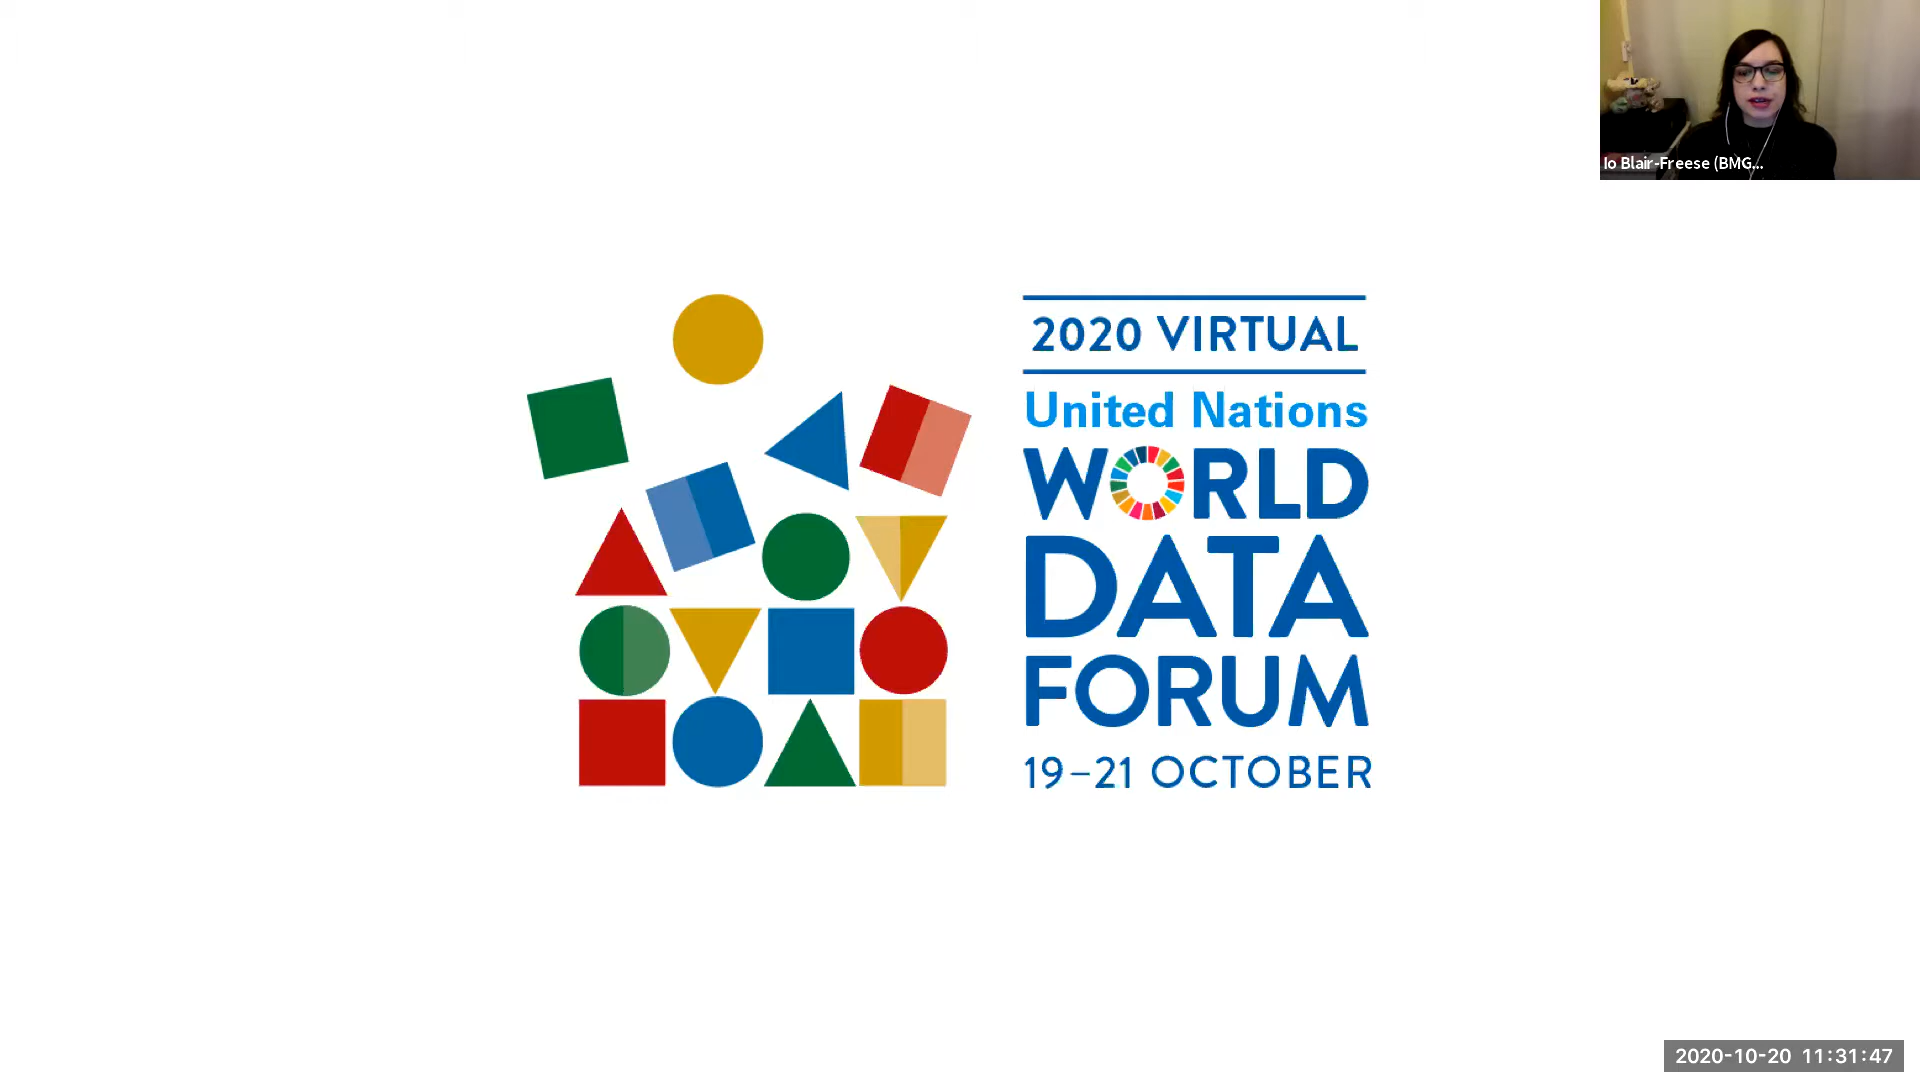 Io Blair-Freese (BMG...
2020 VIRTUAL
United Nations
WORLD
DATA
FORUM
19–21 OCTOBER
2020-10-20 11:31:47